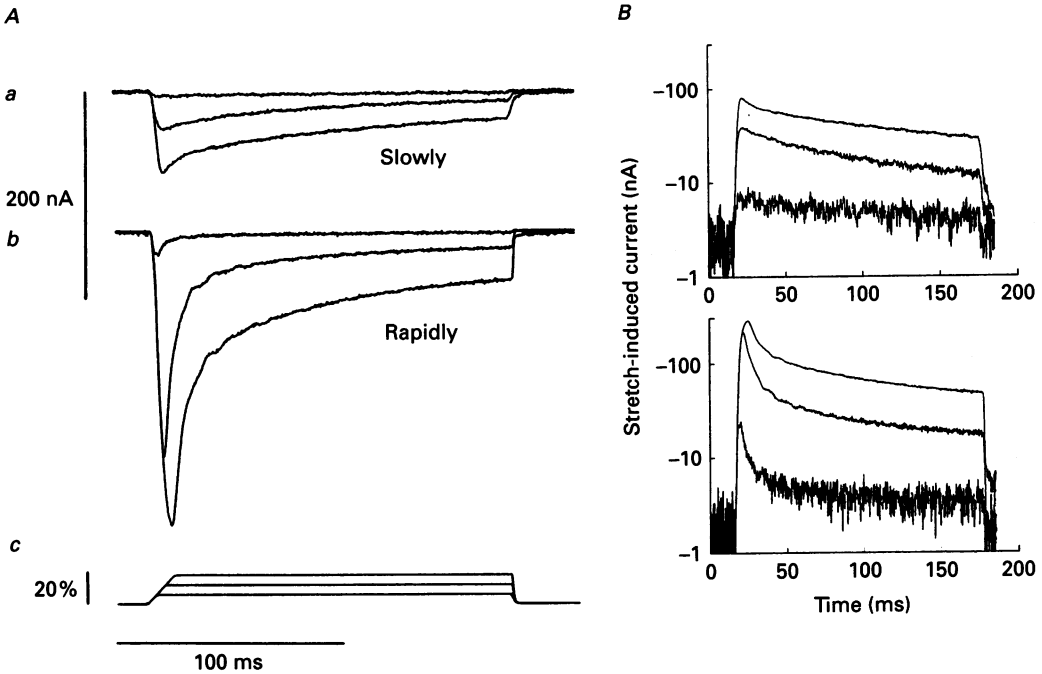 A
a
Slowly
200 nA
b
Rapidly
c
20%
100 ms
B
Stretch-induced current (nA)
−100
−10
−1
0 50 100 150 200
−100
−10
−1
0 50 100 150 200
Time (ms)